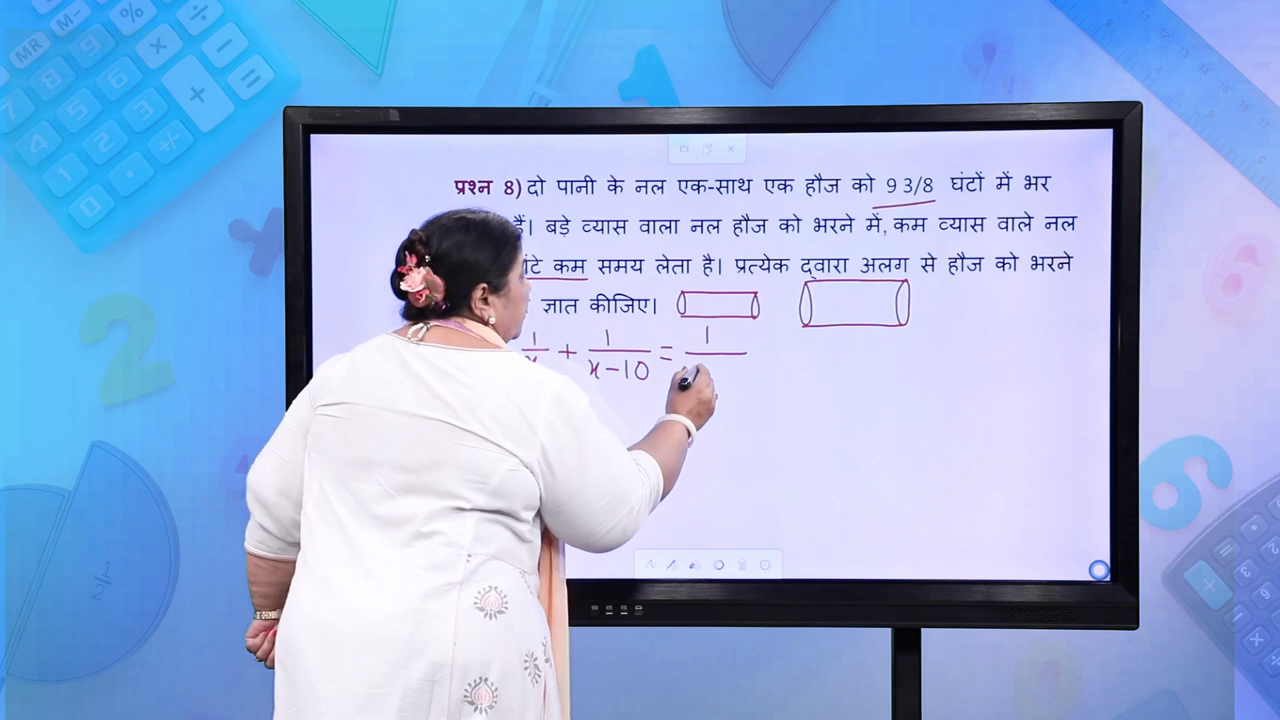 प्रश्न 8) दो पानी के नल एक-साथ एक हौज को 9 3/8 घंटों में भर
हैं। बड़े व्यास वाला नल हौज को भरने में, कम व्यास वाले नल
कम समय लेता है। प्रत्येक द्वारा अलग से हौज को भरने
ज्ञात कीजिए।
1/x + 1/x-10 = 1/